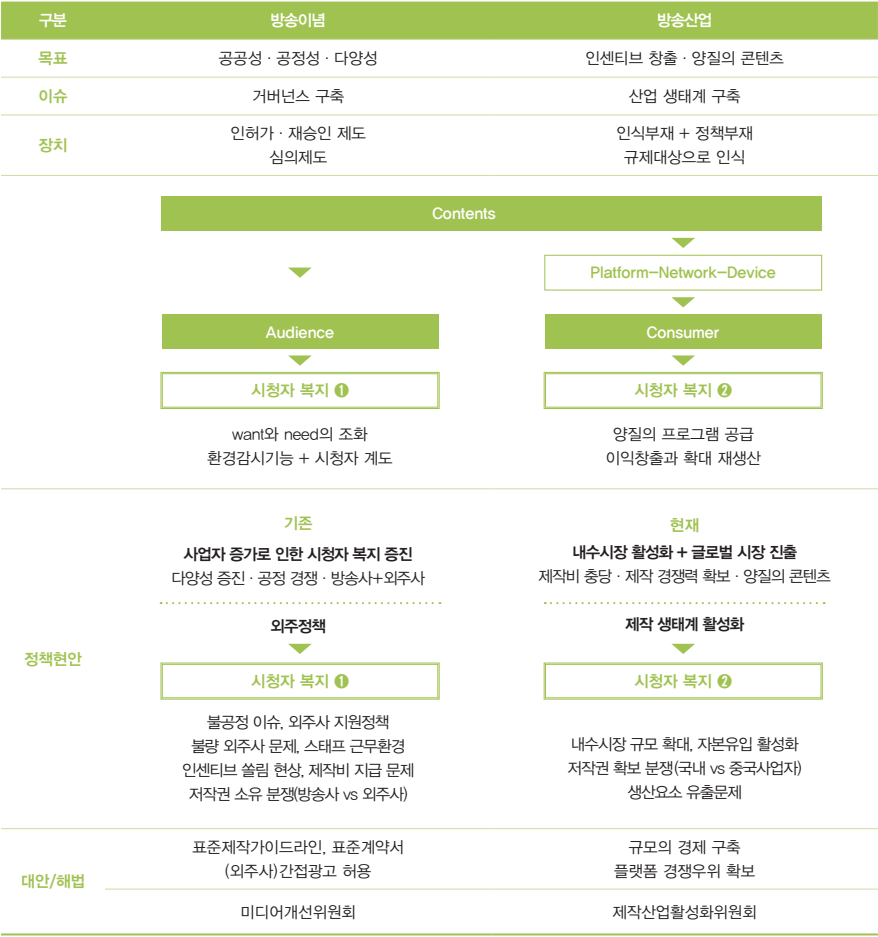 구분 방송이념 방송산업
목표 공공성 · 공정성 · 다양성 인센티브 창출 · 양질의 콘텐츠
이슈 거버넌스 구축 산업 생태계 구축
장치
인허가 · 재승인 제도
심의제도
인식부재 + 정책부재
규제대상으로 인식
Contents
Platform-Network-Device
Audience
Consumer
시청자 복지 ❶
시청자 복지 ❷
want와 need의 조화
환경감시기능 + 시청자 계도
양질의 프로그램 공급
이익창출과 확대 재생산
정책현안
기존
사업자 증가로 인한 시청자 복지 증진
다양성 증진 · 공정 경쟁 · 방송사+외주사
외주정책
시청자 복지 ❶
불공정 이슈, 외주사 지원정책
불량 외주사 문제, 스태프 근무환경
인센티브 쏠림 현상, 제작비 지급 문제
저작권 소유 분쟁(방송사 vs 외주사)
현재
내수시장 활성화 + 글로벌 시장 진출
제작비 충당 · 제작 경쟁력 확보 · 양질의 콘텐츠
제작 생태계 활성화
시청자 복지 ❷
내수시장 규모 확대, 자본유입 활성화
저작권 확보 분쟁(국내 vs 중국사업자)
생산요소 유출문제
대안/해법
표준제작가이드라인, 표준계약서
(외주사)간접광고 허용
규모의 경제 구축
플랫폼 경쟁우위 확보
미디어개선위원회
제작산업활성화위원회